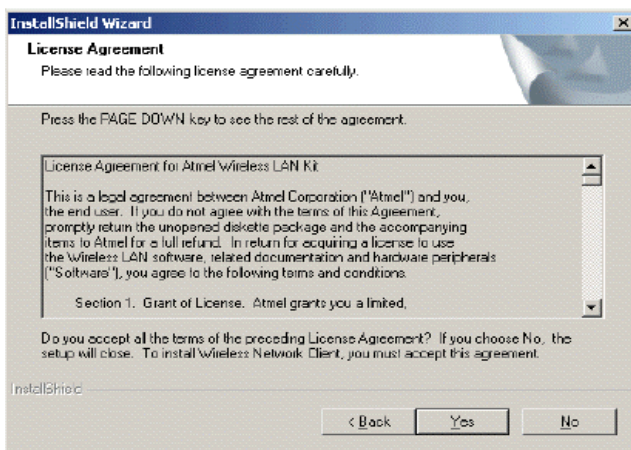 InstallShield Wizard
License Agreement
Please read the following license agreement carefully.
Press the PAGE DOWN key to see the rest of the agreement.
License Agreement for Atmel Wireless LAN Kit
This is a legal agreement between Atmel Corporation ("Atmel") and you,
the end user. If you do not agree with the terms of this Agreement,
promptly return the unopened diskette package and the accompanying
items to Atmel for a full refund. In return for acquiring a license to use
the Wireless LAN software, related documentation and hardware peripherals
("Software"), you agree to the following terms and conditions.
Section 1. Grant of License. Atmel grants you a limited,
Do you accept all the terms of the preceding License Agreement? If you choose No, the
setup will close. To install Wireless Network Client, you must accept this agreement.
InstallShield
< Back
Yes
No